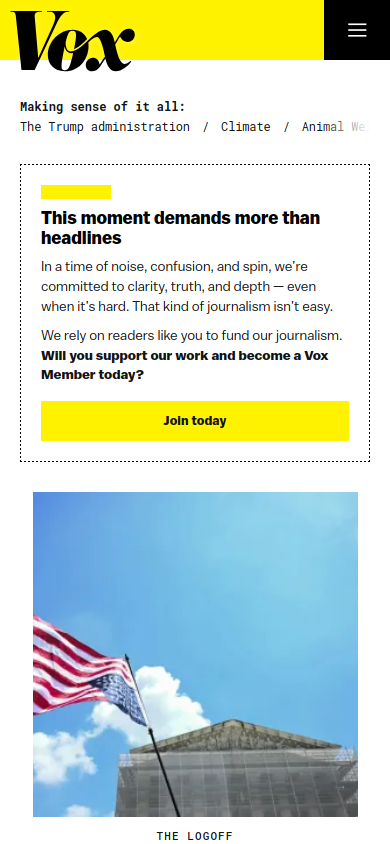 Vox
Making sense of it all:
The Trump administration / Climate / Animal We
This moment demands more than
headlines
In a time of noise, confusion, and spin, we're
committed to clarity, truth, and depth — even
when it's hard. That kind of journalism isn't easy.
We rely on readers like you to fund our journalism.
Will you support our work and become a Vox
Member today?
Join today
THE LOGOFF